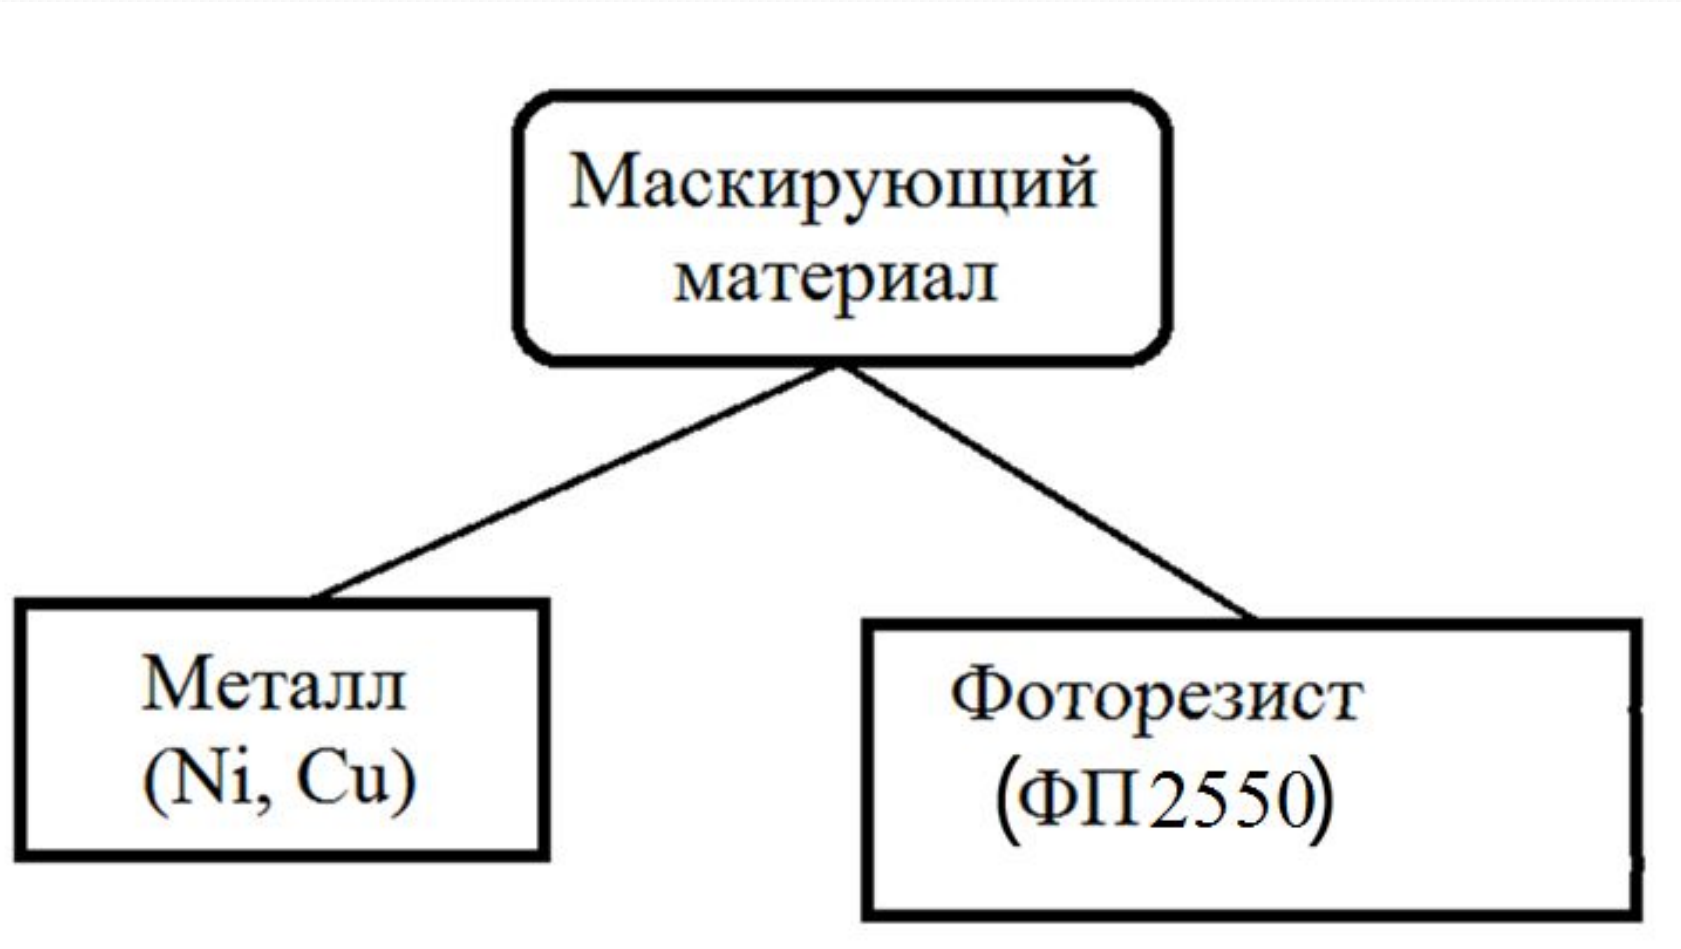 Маскирующий
материал
Металл
(Ni, Cu)
Фоторезист
(ФП2550)